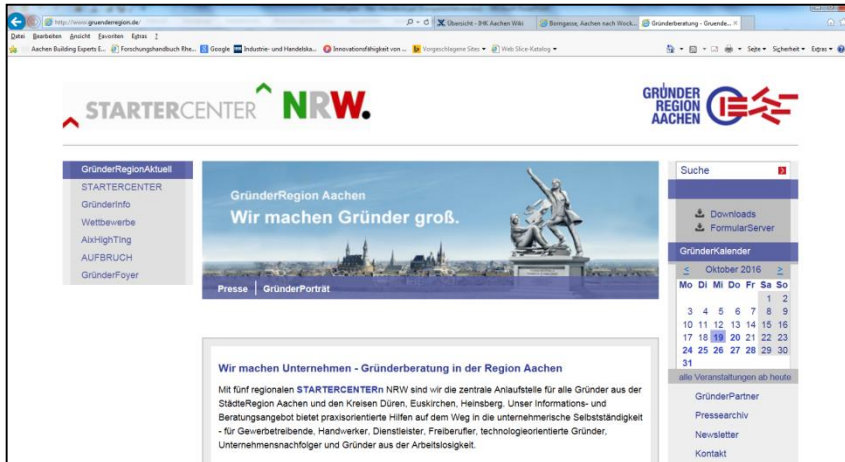 http://www.gruenderregion.de/
Übersicht - IHK Aachen Wiki
Borngasse, Aachen nach Wock...
Gründerberatung - Gruende...
Datei Bearbeiten Ansicht Favoriten Extras ?
Aachen Building Experts E... Forschungshandbuch Rhe... Google Industrie- und Handelska... Innovationsfähigkeit von ... Vorgeschlagene Sites Web Slice-Katalog
Seite Sicherheit Extras
STARTERCENTER NRW.
GRÜNDER
REGION
AACHEN
GründerRegionAktuell
STARTERCENTER
GründerInfo
Wettbewerbe
AixHighTing
AUFBRUCH
GründerFoyer
GründerRegion Aachen
Wir machen Gründer groß.
Presse | GründerPorträt
Wir machen Unternehmen - Gründerberatung in der Region Aachen
Mit fünf regionalen STARTERCENTERn NRW sind wir die zentrale Anlaufstelle für alle Gründer aus der
StädteRegion Aachen und den Kreisen Düren, Euskirchen, Heinsberg. Unser Informations- und
Beratungsangebot bietet praxisorientierte Hilfen auf dem Weg in die unternehmerische Selbstständigkeit
- für Gewerbetreibende, Handwerker, Dienstleister, Freiberufler, technologieorientierte Gründer,
Unternehmensnachfolger und Gründer aus der Arbeitslosigkeit.
Suche
Downloads
FormularServer
GründerKalender
< Oktober 2016 >
Mo Di Mi Do Fr Sa So
1 2
3 4 5 6 7 8 9
10 11 12 13 14 15 16
17 18 19 20 21 22 23
24 25 26 27 28 29 30
31
alle Veranstaltungen ab heute
GründerPartner
Pressearchiv
Newsletter
Kontakt